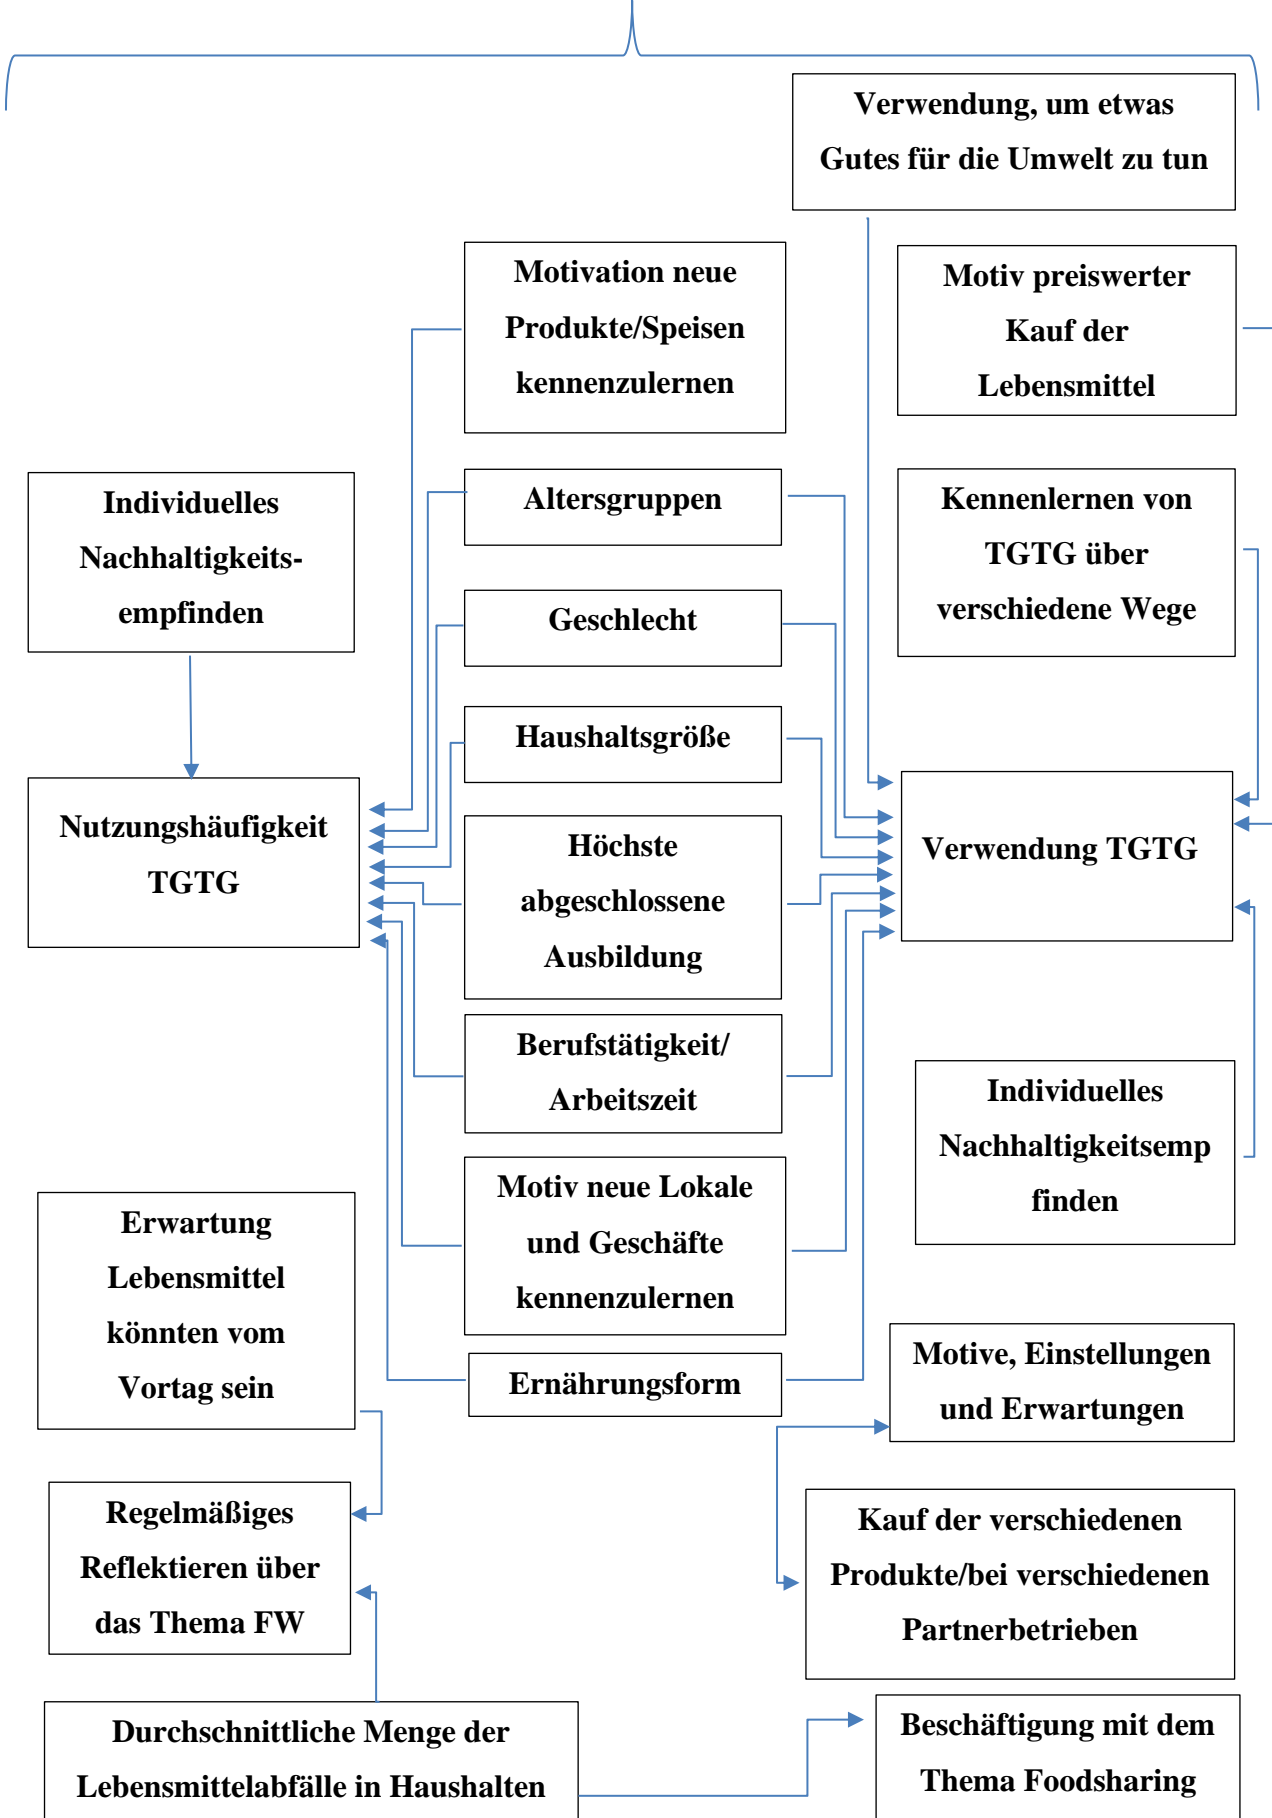 Verwendung, um etwas
Gutes für die Umwelt zu tun
Motivation neue
Produkte/Speisen
kennenzulernen
Motiv preiswerter
Kauf der
Lebensmittel
Individuelles
Nachhaltigkeits-
empfinden
Altersgruppen
Kennenlernen von
TGTG über
verschiedene Wege
Geschlecht
Haushaltsgröße
Nutzungshäufigkeit
TGTG
Höchste
abgeschlossene
Ausbildung
Verwendung TGTG
Berufstätigkeit/
Arbeitszeit
Individuelles
Nachhaltigkeitsemp
finden
Motiv neue Lokale
und Geschäfte
kennenzulernen
Erwartung
Lebensmittel
könnten vom
Vortag sein
Ernährungsform
Motive, Einstellungen
und Erwartungen
Regelmäßiges
Reflektieren über
das Thema FW
Kauf der verschiedenen
Produkte/bei verschiedenen
Partnerbetrieben
Durchschnittliche Menge der
Lebensmittelabfälle in Haushalten
Beschäftigung mit dem
Thema Foodsharing